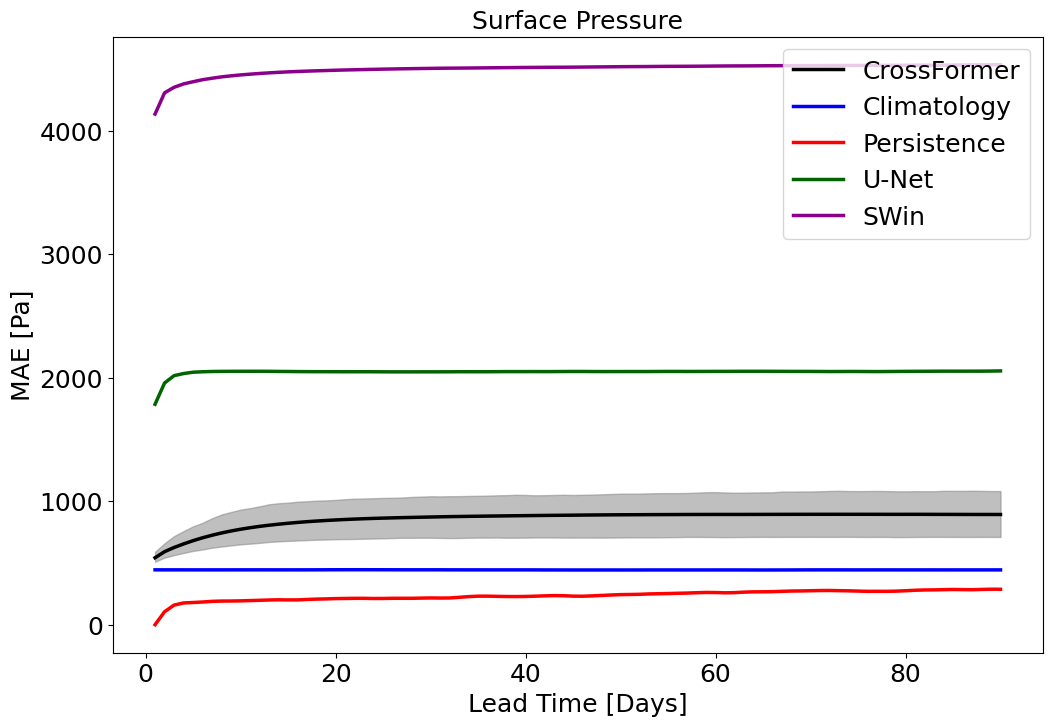 Surface Pressure
CrossFormer
Climatology
Persistence
U-Net
SWin
MAE [Pa]
4000
3000
2000
1000
0
0 20 40 60 80
Lead Time [Days]